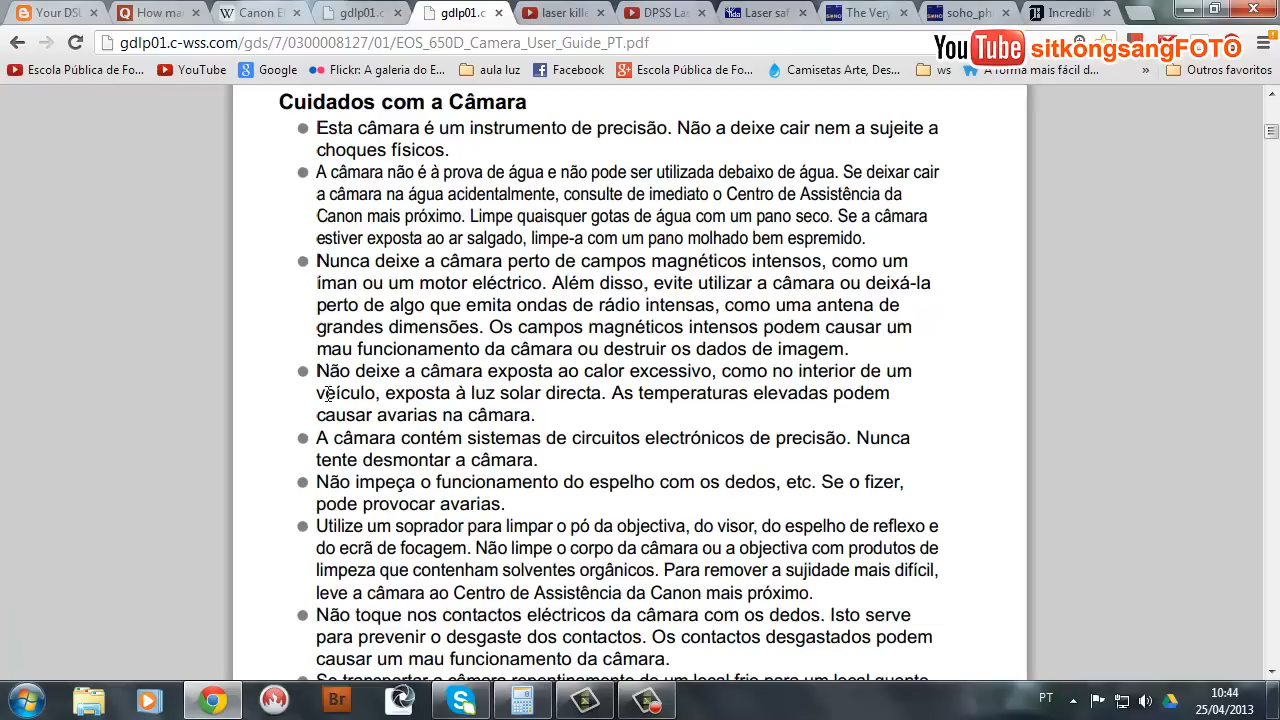 Your DSL
How man
Canon E
gdlp01.c
gdlp01.c
laser kille
DPSS La
Laser saf
The Very
soho_ph
Incredibl
gdlp01.c-wss.com/gds/7/0300008127/01/EOS_650D_Camera_User_Guide_PT.pdf
YouTube sitkongsangFOTO
Escola Pública de Fo...
YouTube
Google
Flickr: A galeria do E...
aula luz
Facebook
Escola Pública de Fo...
Camisetas Arte, Des...
ws
A forma mais fácil d...
»
Outros favoritos
Cuidados com a Câmara
Esta câmara é um instrumento de precisão. Não a deixe cair nem a sujeite a
choques físicos.
A câmara não é à prova de água e não pode ser utilizada debaixo de água. Se deixar cair
a câmara na água acidentalmente, consulte de imediato o Centro de Assistência da
Canon mais próximo. Limpe quaisquer gotas de água com um pano seco. Se a câmara
estiver exposta ao ar salgado, limpe-a com um pano molhado bem espremido.
Nunca deixe a câmara perto de campos magnéticos intensos, como um
íman ou um motor eléctrico. Além disso, evite utilizar a câmara ou deixá-la
perto de algo que emita ondas de rádio intensas, como uma antena de
grandes dimensões. Os campos magnéticos intensos podem causar um
mau funcionamento da câmara ou destruir os dados de imagem.
Não deixe a câmara exposta ao calor excessivo, como no interior de um
veículo, exposta à luz solar directa. As temperaturas elevadas podem
causar avarias na câmara.
A câmara contém sistemas de circuitos electrónicos de precisão. Nunca
tente desmontar a câmara.
Não impeça o funcionamento do espelho com os dedos, etc. Se o fizer,
pode provocar avarias.
Utilize um soprador para limpar o pó da objectiva, do visor, do espelho de reflexo e
do ecrã de focagem. Não limpe o corpo da câmara ou a objectiva com produtos de
limpeza que contenham solventes orgânicos. Para remover a sujidade mais difícil,
leve a câmara ao Centro de Assistência da Canon mais próximo.
Não toque nos contactos eléctricos da câmara com os dedos. Isto serve
para prevenir o desgaste dos contactos. Os contactos desgastados podem
causar um mau funcionamento da câmara.
Se transportar a câmara repentinamente de um local frio para um local quente
Br
PT
10:44
25/04/2013